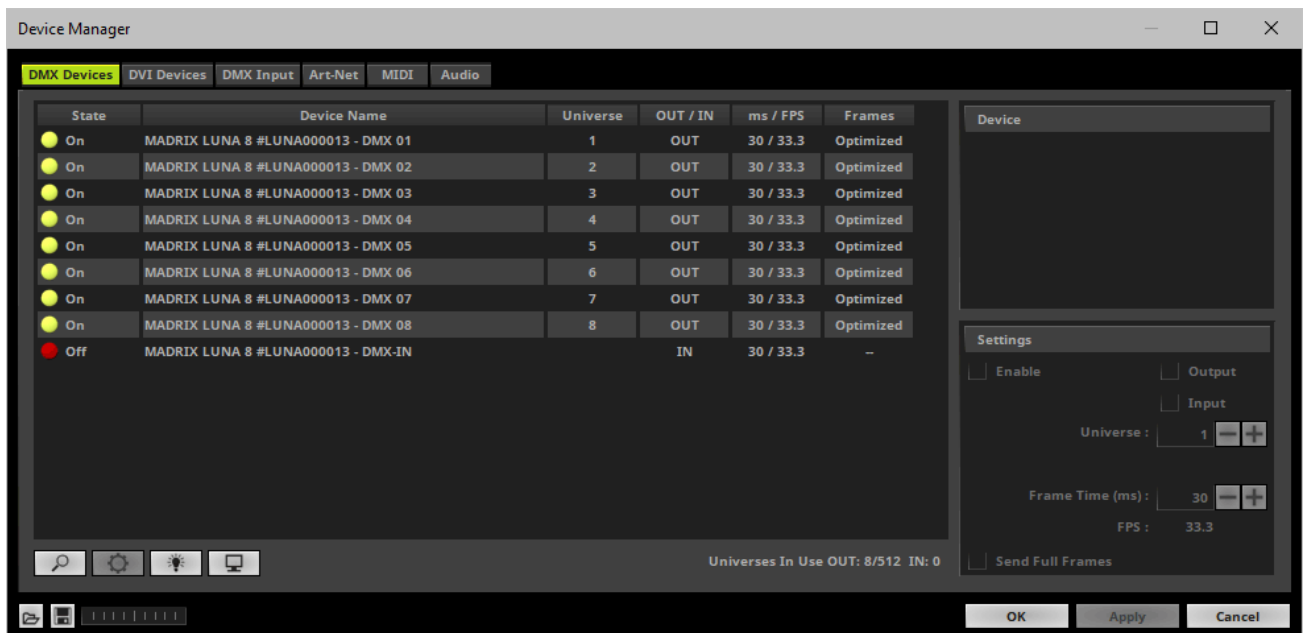 Device Manager
DMX Devices DVI Devices DMX Input Art-Net MIDI Audio
State Device Name Universe OUT / IN ms / FPS Frames
On MADRIX LUNA 8 #LUNA000013 - DMX 01 1 OUT 30 / 33.3 Optimized
On MADRIX LUNA 8 #LUNA000013 - DMX 02 2 OUT 30 / 33.3 Optimized
On MADRIX LUNA 8 #LUNA000013 - DMX 03 3 OUT 30 / 33.3 Optimized
On MADRIX LUNA 8 #LUNA000013 - DMX 04 4 OUT 30 / 33.3 Optimized
On MADRIX LUNA 8 #LUNA000013 - DMX 05 5 OUT 30 / 33.3 Optimized
On MADRIX LUNA 8 #LUNA000013 - DMX 06 6 OUT 30 / 33.3 Optimized
On MADRIX LUNA 8 #LUNA000013 - DMX 07 7 OUT 30 / 33.3 Optimized
On MADRIX LUNA 8 #LUNA000013 - DMX 08 8 OUT 30 / 33.3 Optimized
Off MADRIX LUNA 8 #LUNA000013 - DMX-IN IN 30 / 33.3 --
Universes In Use OUT: 8/512 IN: 0
Device
Settings
Enable Output
Input
Universe : 1
Frame Time (ms) : 30
FPS : 33.3
Send Full Frames
OK Apply Cancel